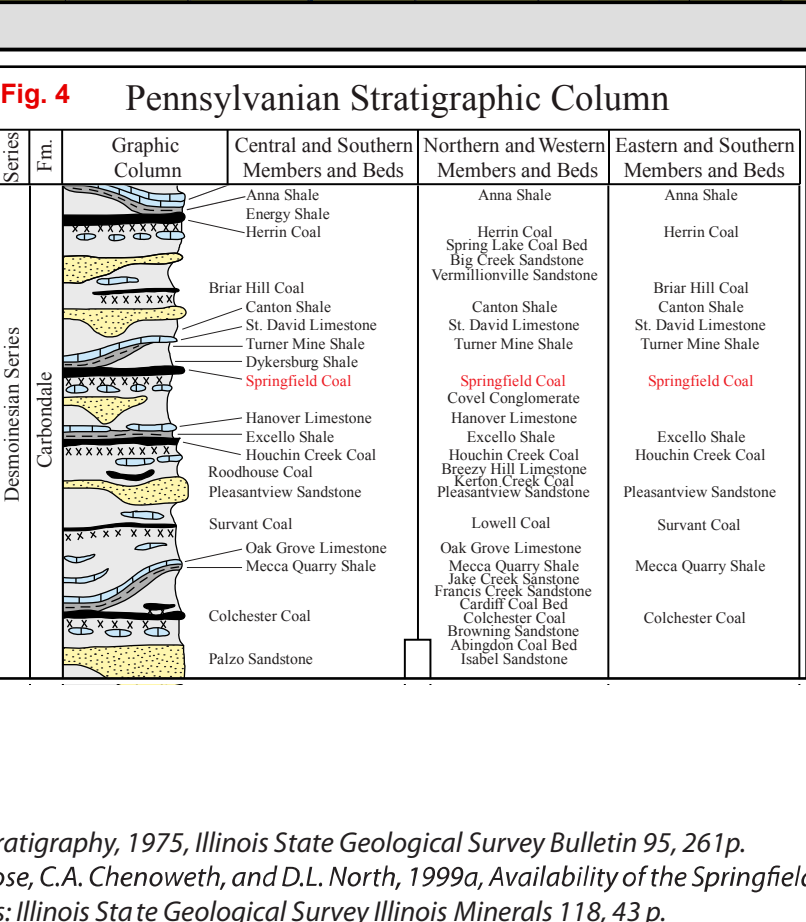 Fig. 4
Pennsylvanian Stratigraphic Column
Series
Fm.
Graphic
Column
Central and Southern
Members and Beds
Northern and Western
Members and Beds
Eastern and Southern
Members and Beds
Desmoinesian Series
Carbondale
Anna Shale
Energy Shale
Herrin Coal
Briar Hill Coal
Canton Shale
St. David Limestone
Turner Mine Shale
Dykersburg Shale
Springfield Coal
Hanover Limestone
Excello Shale
Houchin Creek Coal
Roodhouse Coal
Pleasantview Sandstone
Survant Coal
Oak Grove Limestone
Mecca Quarry Shale
Colchester Coal
Palzo Sandstone
Anna Shale
Herrin Coal
Spring Lake Coal Bed
Big Creek Sandstone
Vermillionville Sandstone
Canton Shale
St. David Limestone
Turner Mine Shale
Springfield Coal
Covel Conglomerate
Hanover Limestone
Excello Shale
Houchin Creek Coal
Breezy Hill Limestone
Kerton Creek Coal
Pleasantview Sandstone
Lowell Coal
Oak Grove Limestone
Mecca Quarry Shale
Jake Creek Sanstone
Francis Creek Sandstone
Cardiff Coal Bed
Colchester Coal
Browning Sandstone
Abingdon Coal Bed
Isabel Sandstone
Anna Shale
Herrin Coal
Briar Hill Coal
Canton Shale
St. David Limestone
Turner Mine Shale
Springfield Coal
Excello Shale
Houchin Creek Coal
Pleasantview Sandstone
Survant Coal
Mecca Quarry Shale
Colchester Coal
ratigraphy, 1975, Illinois State Geological Survey Bulletin 95, 261p.
ose, C.A. Chenoweth, and D.L. North, 1999a, Availability of the Springfiel
s: Illinois State Geological Survey Illinois Minerals 118, 43 p.